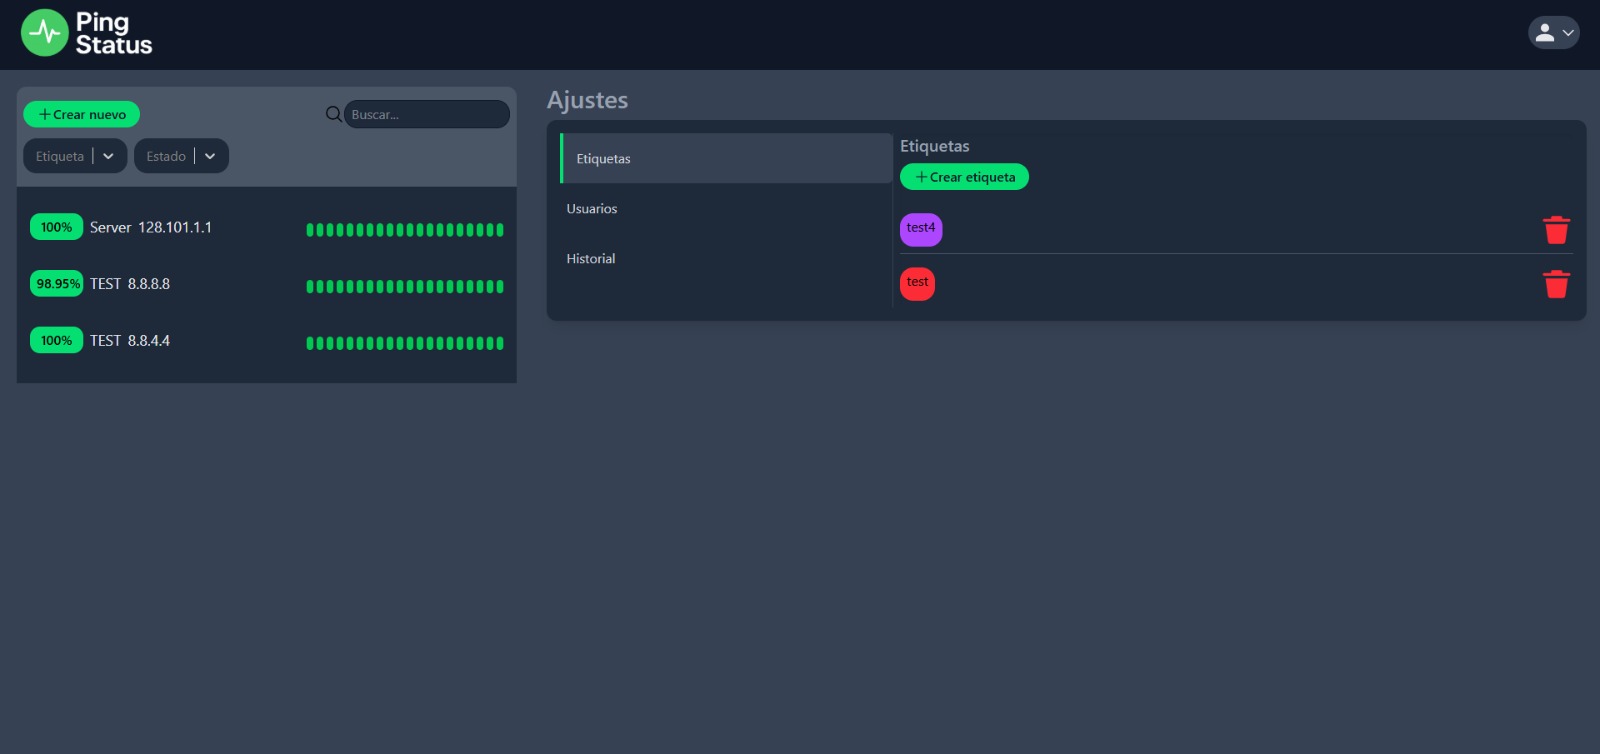 Ping
Status
Crear nuevo
Buscar...
Etiqueta
Estado
100% Server 128.101.1.1
98.95% TEST 8.8.8.8
100% TEST 8.8.4.4
Ajustes
Etiquetas
Usuarios
Historial
Etiquetas
Crear etiqueta
test4
test